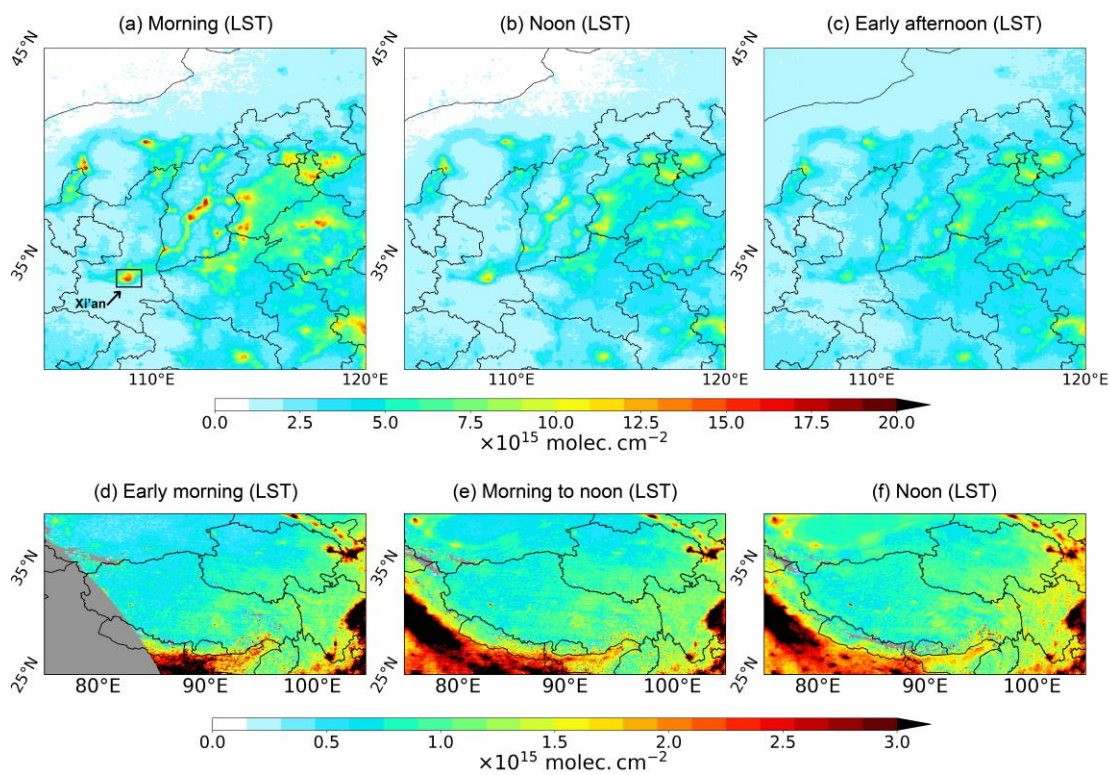 (a) Morning (LST) (b) Noon (LST) (c) Early afternoon (LST)
45°N 45°N 45°N
35°N 35°N 35°N
Xi'an
110°E 120°E 110°E 120°E 110°E 120°E
0.0 2.5 5.0 7.5 10.0 12.5 15.0 17.5 20.0
×10¹⁵ molec. cm⁻²
(d) Early morning (LST) (e) Morning to noon (LST) (f) Noon (LST)
35°N 35°N 35°N
25°N 25°N 25°N
80°E 90°E 100°E 80°E 90°E 100°E 80°E 90°E 100°E
0.0 0.5 1.0 1.5 2.0 2.5 3.0
×10¹⁵ molec. cm⁻²